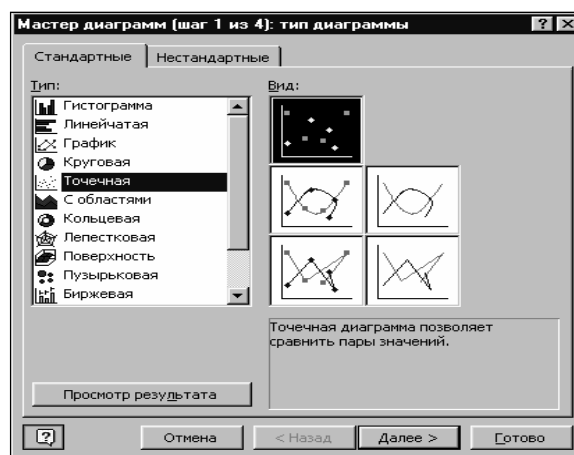 Мастер диаграмм (шаг 1 из 4): тип диаграммы
Стандартные Нестандартные
Тип:
Гистограмма
Линейчатая
График
Круговая
Точечная
С областями
Кольцевая
Лепестковая
Поверхность
Пузырьковая
Биржевая
Вид:
Точечная диаграмма позволяет
сравнить пары значений.
Просмотр результата
Отмена < Назад Далее > Готово